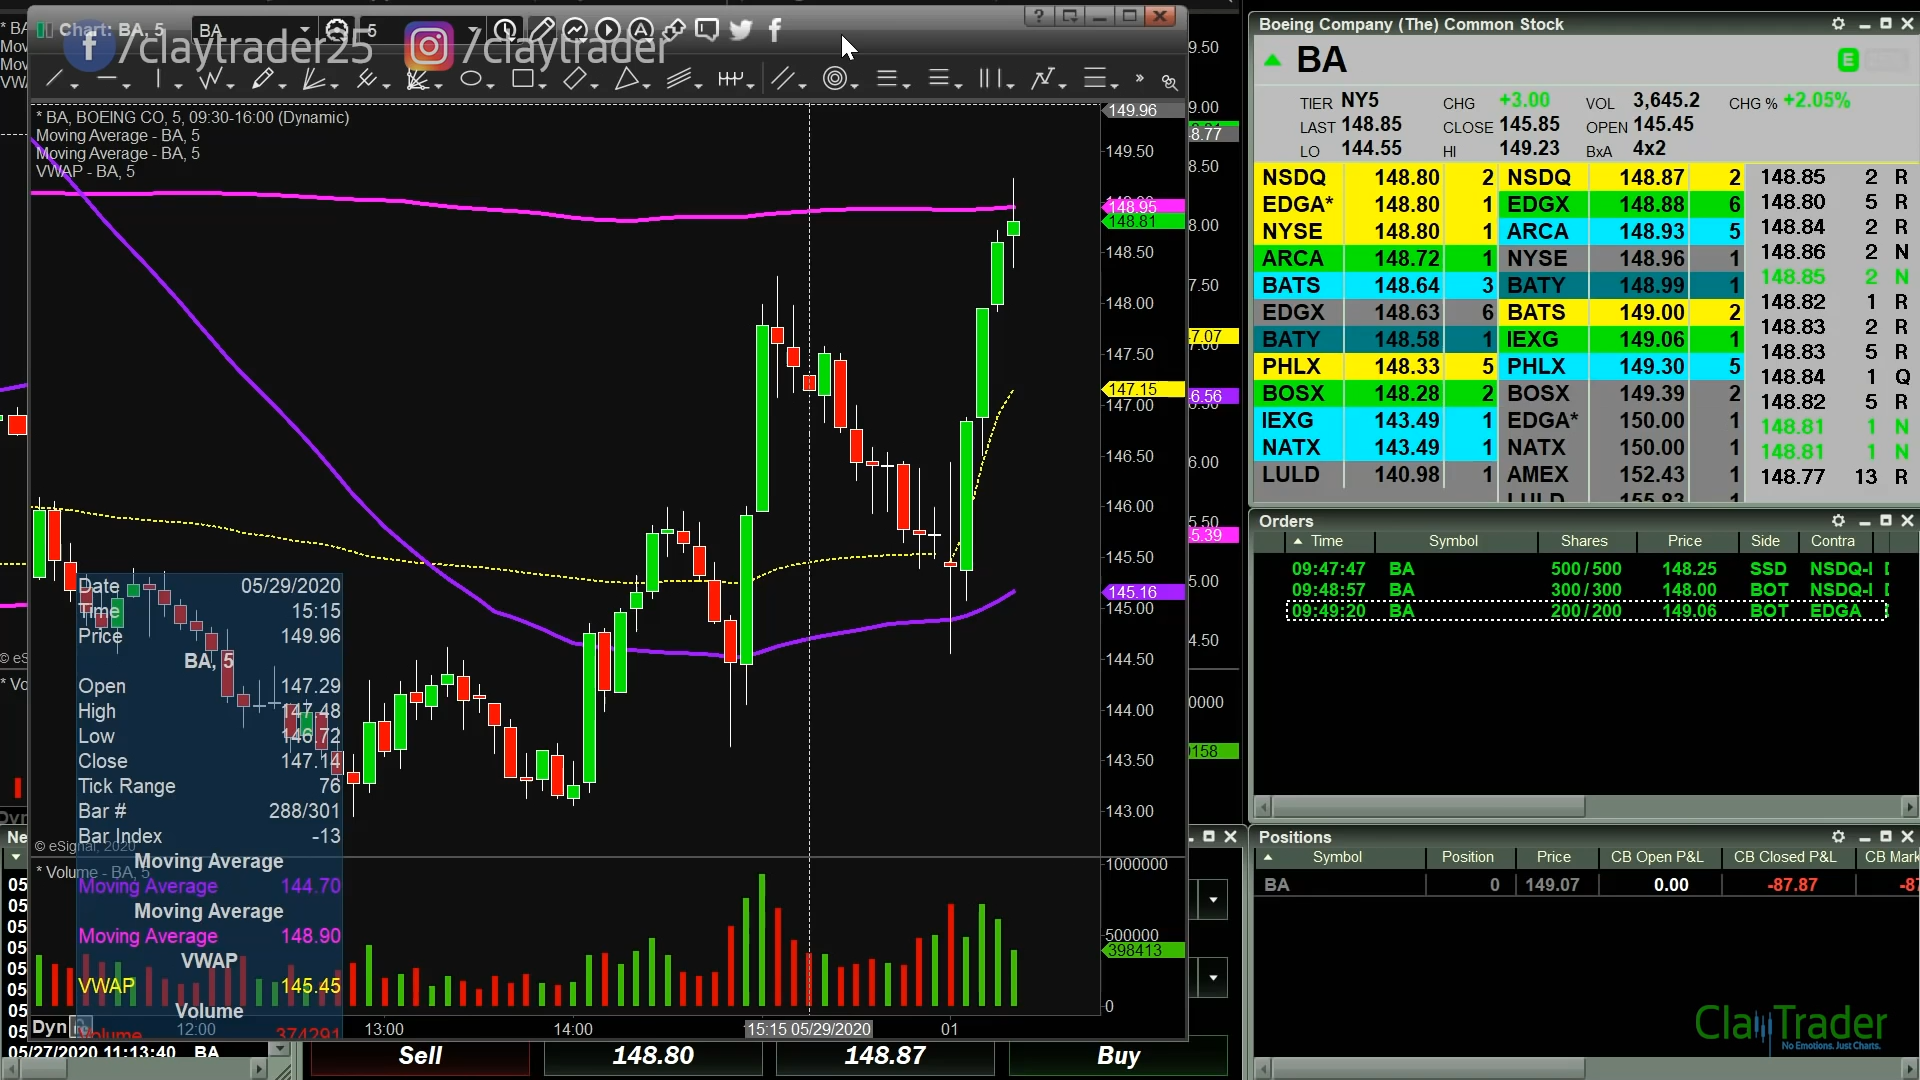 Chart: BA, 5
BA
5
/claytrader25
/claytrader
* BA, BOEING CO, 5, 09:30-16:00 (Dynamic)
Moving Average - BA, 5
Moving Average - BA, 5
VWAP - BA, 5
149.96
149.50
148.95
148.81
148.50
148.00
147.50
147.15
147.00
146.50
146.00
145.50
145.16
145.00
144.50
144.00
143.50
143.00
Date 05/29/2020
Time 15:15
Price 149.96
BA, 5
Open 147.29
High 147.48
Low 146.72
Close 147.14
Tick Range 76
Bar # 288/301
Bar Index -13
Moving Average
Moving Average 144.70
Moving Average
Moving Average 148.90
VWAP
VWAP 145.45
Volume
Volume 374291
© eSignal, 2020
* Volume - BA, 5
1000000
500000
398413
0
Dyn
12:00 13:00 14:00 15:15 05/29/2020 01
05/27/2020 11:13:40 BA
Sell 148.80 148.87 Buy
Boeing Company (The) Common Stock
BA
E
TIER NY5 CHG +3.00 VOL 3,645.2 CHG % +2.05%
LAST 148.85 CLOSE 145.85 OPEN 145.45
LO 144.55 HI 149.23 BxA 4x2
NSDQ 148.80 2 NSDQ 148.87 2 148.85 2 R
EDGA* 148.80 1 EDGX 148.88 6 148.80 5 R
NYSE 148.80 1 ARCA 148.93 5 148.84 2 R
ARCA 148.72 1 NYSE 148.96 1 148.86 2 N
BATS 148.64 3 BATY 148.99 1 148.85 2 N
EDGX 148.63 6 BATS 149.00 2 148.82 1 R
BATY 148.58 1 IEXG 149.06 1 148.83 2 R
PHLX 148.33 5 PHLX 149.30 5 148.83 5 R
BOSX 148.28 2 BOSX 149.39 2 148.84 1 Q
IEXG 143.49 1 EDGA* 150.00 1 148.82 5 R
NATX 143.49 1 NATX 150.00 1 148.81 1 N
LULD 140.98 1 AMEX 152.43 1 148.81 1 N
LULD 155.83 1 148.77 13 R
Orders
Time Symbol Shares Price Side Contra
09:47:47 BA 500/500 148.25 SSD NSDQ-I
09:48:57 BA 300/300 148.00 BOT NSDQ-I
09:49:20 BA 200/200 149.06 BOT EDGA
Positions
Symbol Position Price CB Open P&L CB Closed P&L CB Mark
BA 0 149.07 0.00 -87.87 -87
ClayTrader
No Emotions. Just Charts.